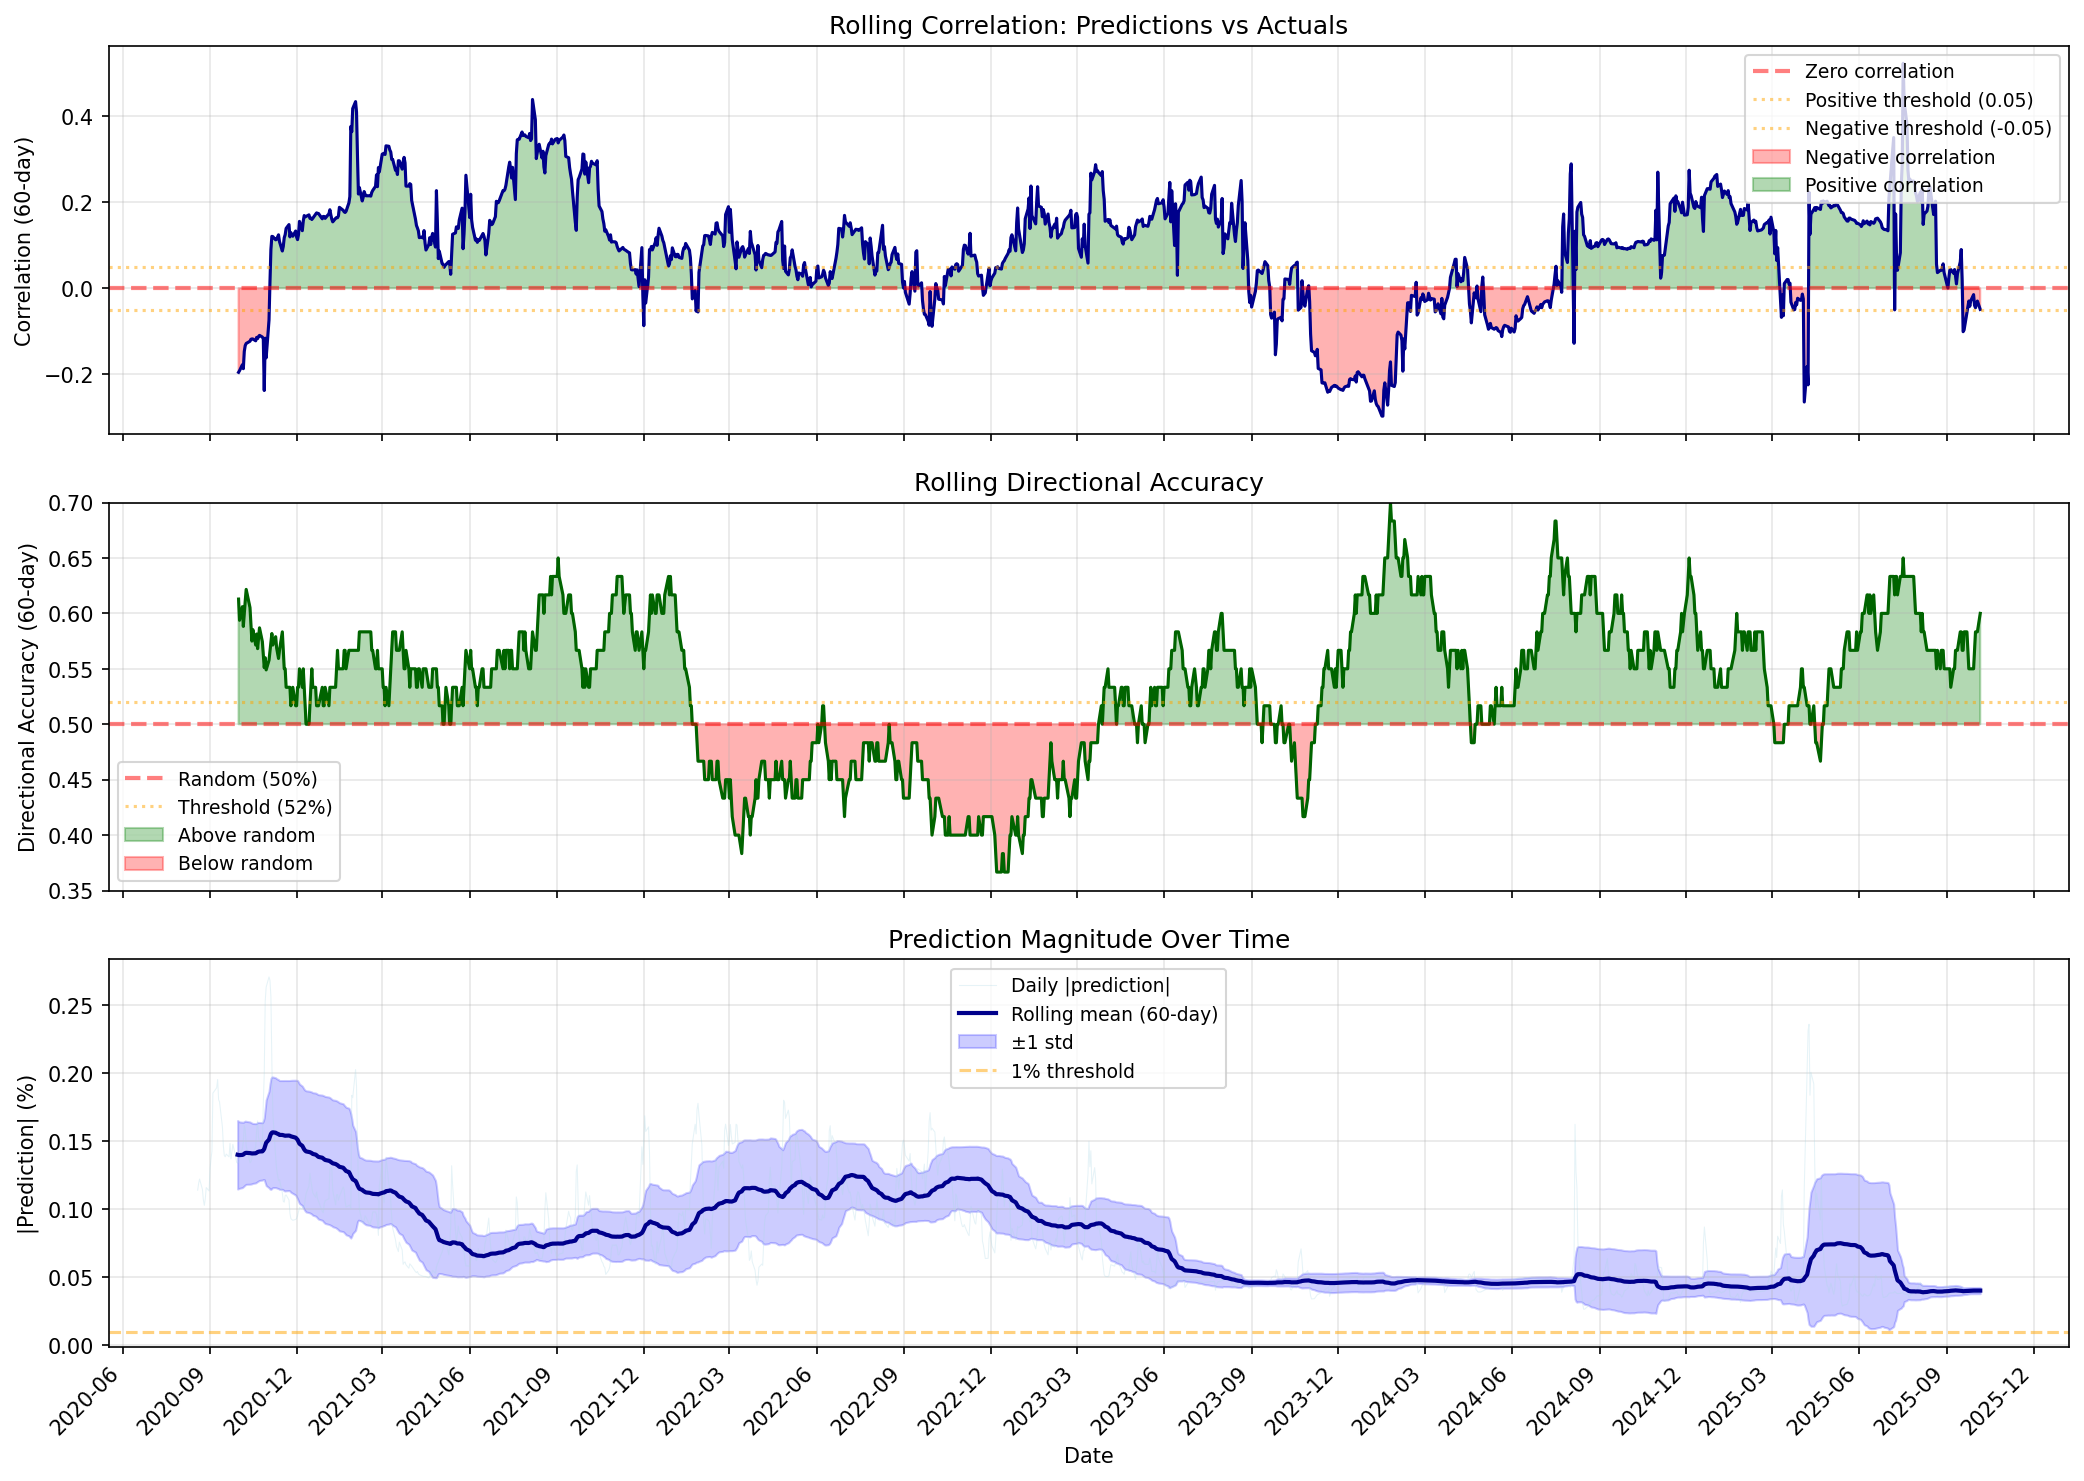 Rolling Correlation: Predictions vs Actuals
Correlation (60-day)
0.4
0.2
0.0
−0.2
Zero correlation
Positive threshold (0.05)
Negative threshold (-0.05)
Negative correlation
Positive correlation
Rolling Directional Accuracy
Directional Accuracy (60-day)
0.70
0.65
0.60
0.55
0.50
0.45
0.40
0.35
Random (50%)
Threshold (52%)
Above random
Below random
Prediction Magnitude Over Time
|Prediction| (%)
0.25
0.20
0.15
0.10
0.05
0.00
Daily |prediction|
Rolling mean (60-day)
±1 std
1% threshold
2020-06
2020-09
2020-12
2021-03
2021-06
2021-09
2021-12
2022-03
2022-06
2022-09
2022-12
2023-03
2023-06
2023-09
2023-12
2024-03
2024-06
2024-09
2024-12
2025-03
2025-06
2025-09
2025-12
Date